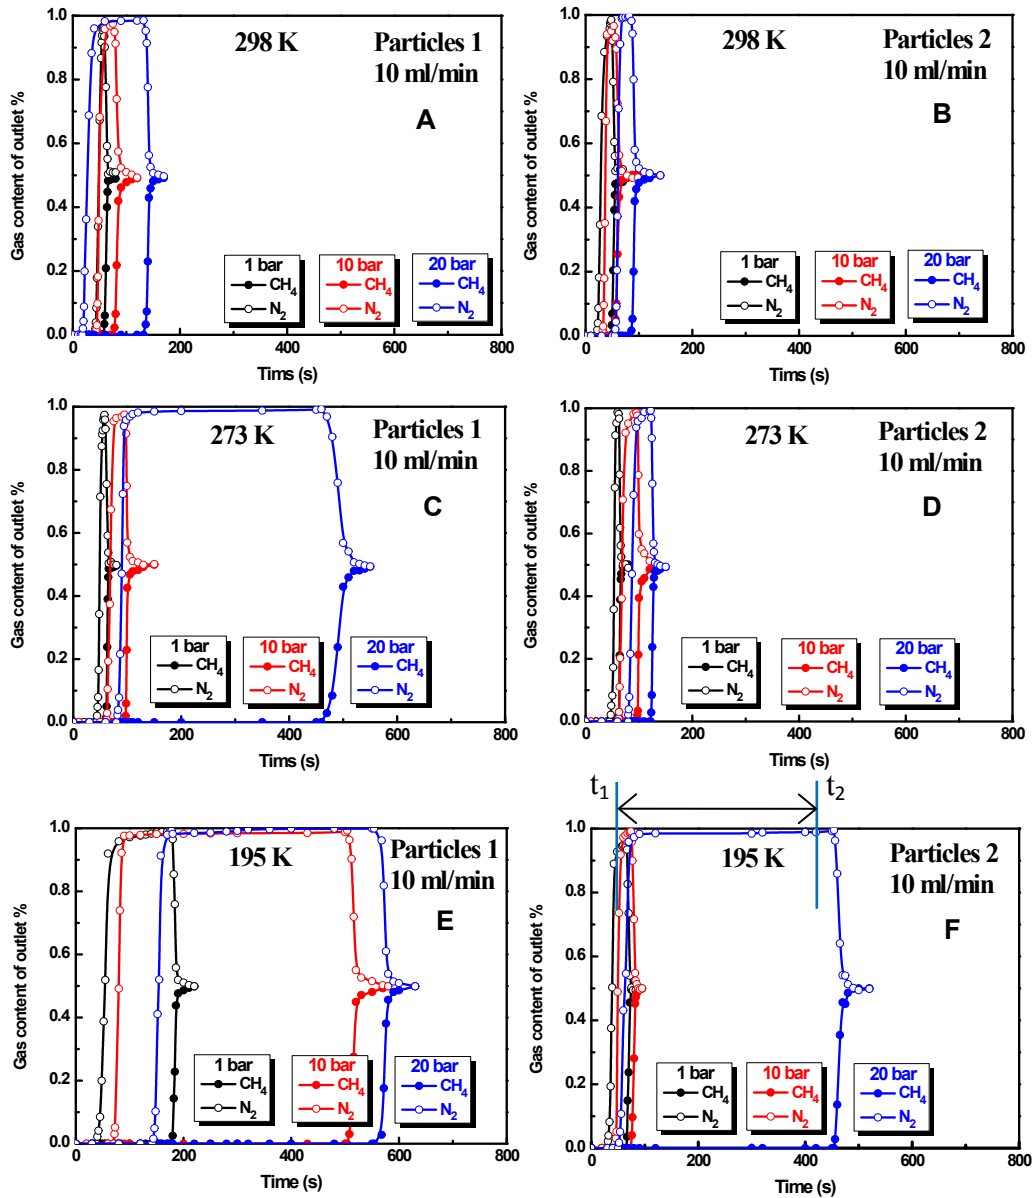 298 K
Particles 1
10 ml/min
A
1 bar
CH4
N2
10 bar
CH4
N2
20 bar
CH4
N2
Gas content of outlet %
1.0
0.8
0.6
0.4
0.2
0.0
0 200 400 600 800
Tims (s)
298 K
Particles 2
10 ml/min
B
1 bar
CH4
N2
10 bar
CH4
N2
20 bar
CH4
N2
Gas content of outlet %
1.0
0.8
0.6
0.4
0.2
0.0
0 200 400 600 800
Tims (s)
273 K
Particles 1
10 ml/min
C
1 bar
CH4
N2
10 bar
CH4
N2
20 bar
CH4
N2
Gas content of outlet %
1.0
0.8
0.6
0.4
0.2
0.0
0 200 400 600 800
Tims (s)
273 K
Particles 2
10 ml/min
D
1 bar
CH4
N2
10 bar
CH4
N2
20 bar
CH4
N2
Gas content of outlet %
1.0
0.8
0.6
0.4
0.2
0.0
0 200 400 600 800
Tims (s)
195 K
Particles 1
10 ml/min
E
1 bar
CH4
N2
10 bar
CH4
N2
20 bar
CH4
N2
Gas content of outlet %
1.0
0.8
0.6
0.4
0.2
0.0
0 200 400 600 800
Time (s)
t1 t2
195 K
Particles 2
10 ml/min
F
1 bar
CH4
N2
10 bar
CH4
N2
20 bar
CH4
N2
Gas content of outlet %
1.0
0.8
0.6
0.4
0.2
0.0
0 200 400 600 800
Time (s)